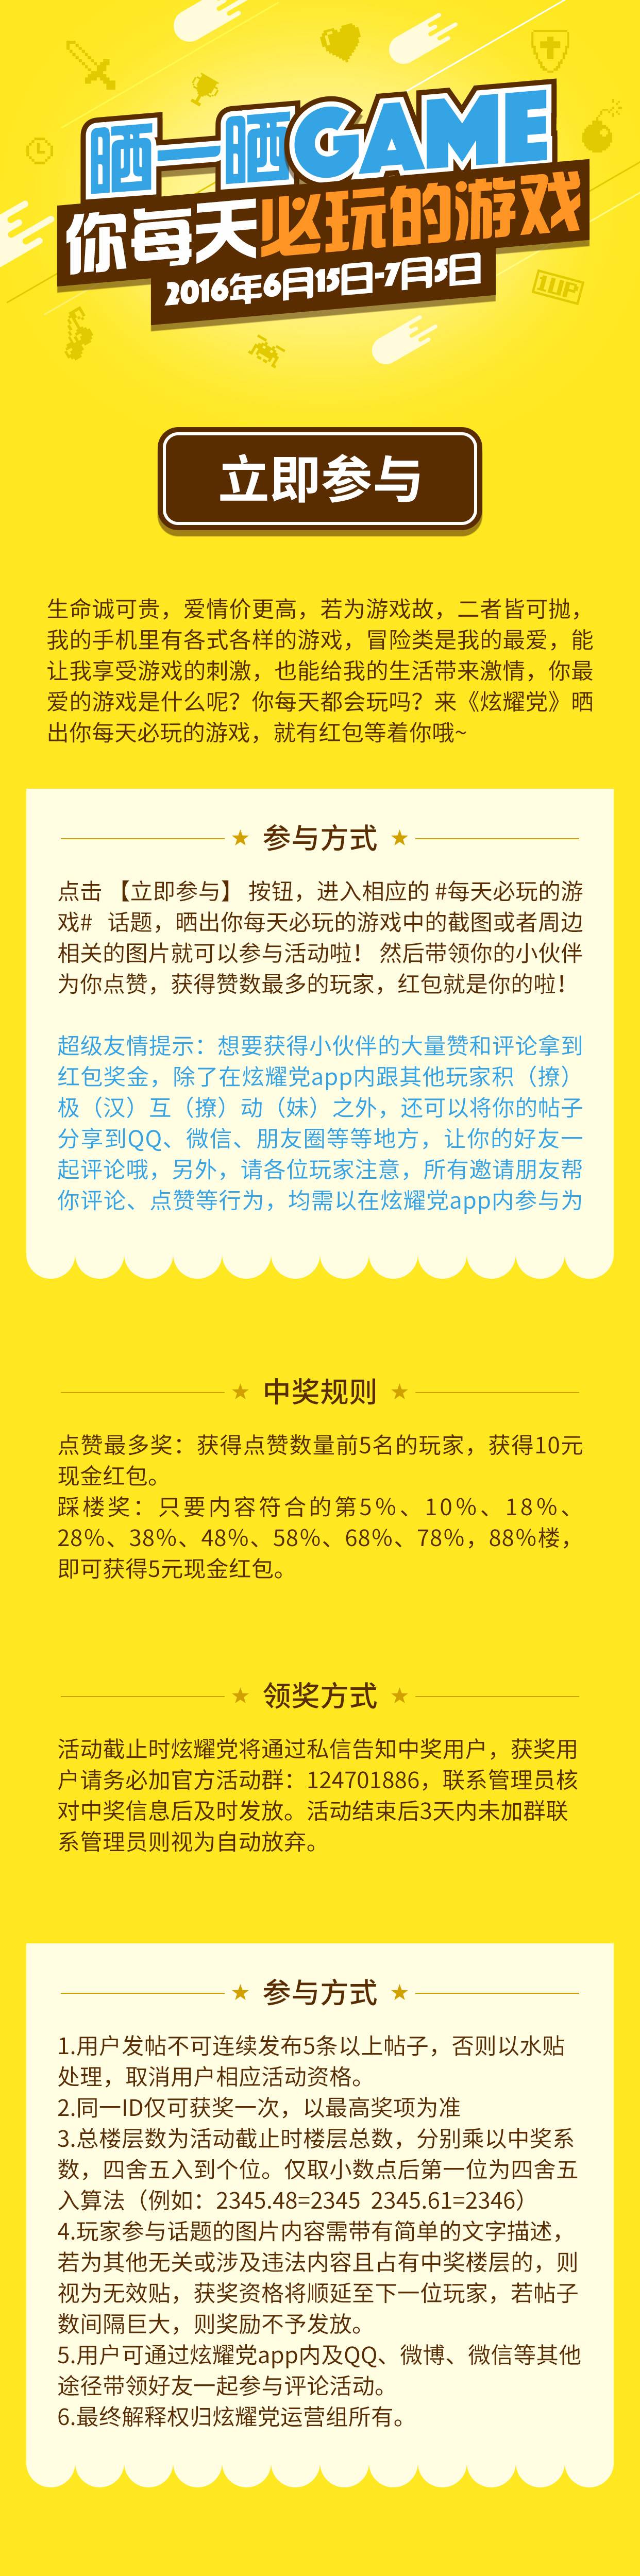 晒一晒GAME
你每天必玩的游戏
2016年6月15日-7月5日
1UP
立即参与
生命诚可贵，爱情价更高，若为游戏故，二者皆可抛，
我的手机里有各式各样的游戏，冒险类是我的最爱，能
让我享受游戏的刺激，也能给我的生活带来激情，你最
爱的游戏是什么呢？你每天都会玩吗？来《炫耀党》晒
出你每天必玩的游戏，就有红包等着你哦~
参与方式
点击 【立即参与】 按钮，进入相应的 #每天必玩的游
戏# 话题，晒出你每天必玩的游戏中的截图或者周边
相关的图片就可以参与活动啦！ 然后带领你的小伙伴
为你点赞，获得赞数最多的玩家，红包就是你的啦！
超级友情提示：想要获得小伙伴的大量赞和评论拿到
红包奖金，除了在炫耀党app内跟其他玩家积（撩）
极（汉）互（撩）动（妹）之外，还可以将你的帖子
分享到QQ、微信、朋友圈等等地方，让你的好友一
起评论哦，另外，请各位玩家注意，所有邀请朋友帮
你评论、点赞等行为，均需以在炫耀党app内参与为
中奖规则
点赞最多奖：获得点赞数量前5名的玩家，获得10元
现金红包。
踩楼奖：只要内容符合的第5%、10%、18%、
28%、38%、48%、58%、68%、78%，88%楼，
即可获得5元现金红包。
领奖方式
活动截止时炫耀党将通过私信告知中奖用户，获奖用
户请务必加官方活动群：124701886，联系管理员核
对中奖信息后及时发放。活动结束后3天内未加群联
系管理员则视为自动放弃。
参与方式
1.用户发帖不可连续发布5条以上帖子，否则以水贴
处理，取消用户相应活动资格。
2.同一ID仅可获奖一次，以最高奖项为准
3.总楼层数为活动截止时楼层总数，分别乘以中奖系
数，四舍五入到个位。仅取小数点后第一位为四舍五
入算法（例如：2345.48=2345 2345.61=2346）
4.玩家参与话题的图片内容需带有简单的文字描述，
若为其他无关或涉及违法内容且占有中奖楼层的，则
视为无效贴，获奖资格将顺延至下一位玩家，若帖子
数间隔巨大，则奖励不予发放。
5.用户可通过炫耀党app内及QQ、微博、微信等其他
途径带领好友一起参与评论活动。
6.最终解释权归炫耀党运营组所有。